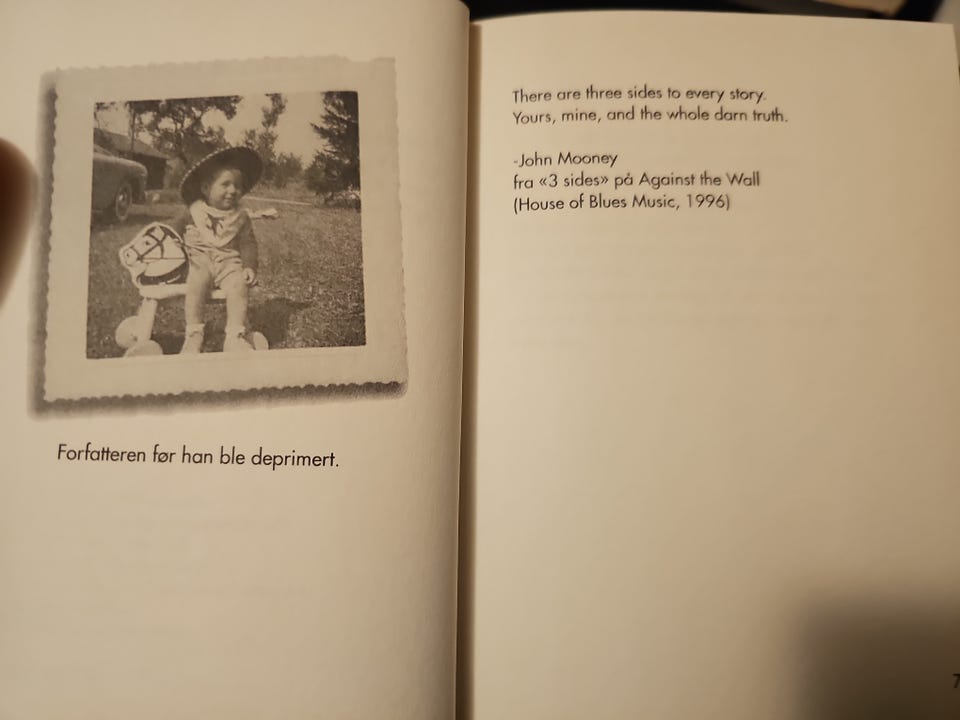 Forfatteren før han ble deprimert.
There are three sides to every story.
Yours, mine, and the whole darn truth.
-John Mooney
fra «3 sides» på Against the Wall
(House of Blues Music, 1996)
7